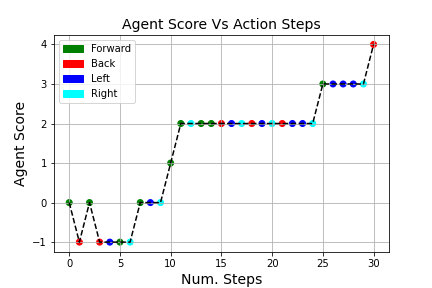 Agent Score Vs Action Steps
4
3
2
1
0
−1
Agent Score
Forward
Back
Left
Right
0 5 10 15 20 25 30
Num. Steps